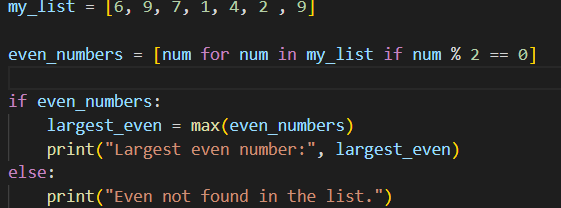 my_list = [6, 9, 7, 1, 4, 2 , 9]
even_numbers = [num for num in my_list if num % 2 == 0]
if even_numbers:
    largest_even = max(even_numbers)
    print("Largest even number:", largest_even)
else:
    print("Even not found in the list.")